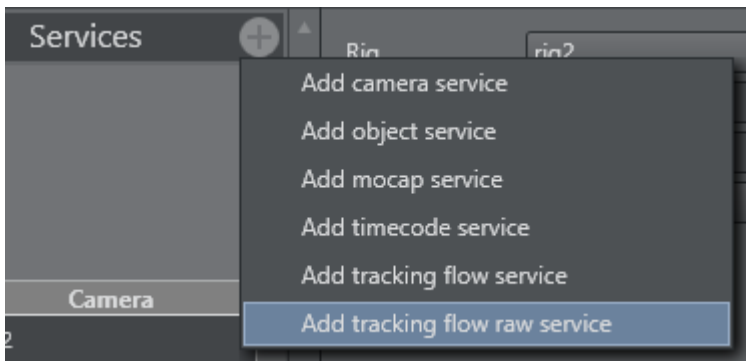 Services
Rig
rig2
Add camera service
Add object service
Add mocap service
Add timecode service
Add tracking flow service
Camera
Add tracking flow raw service
2